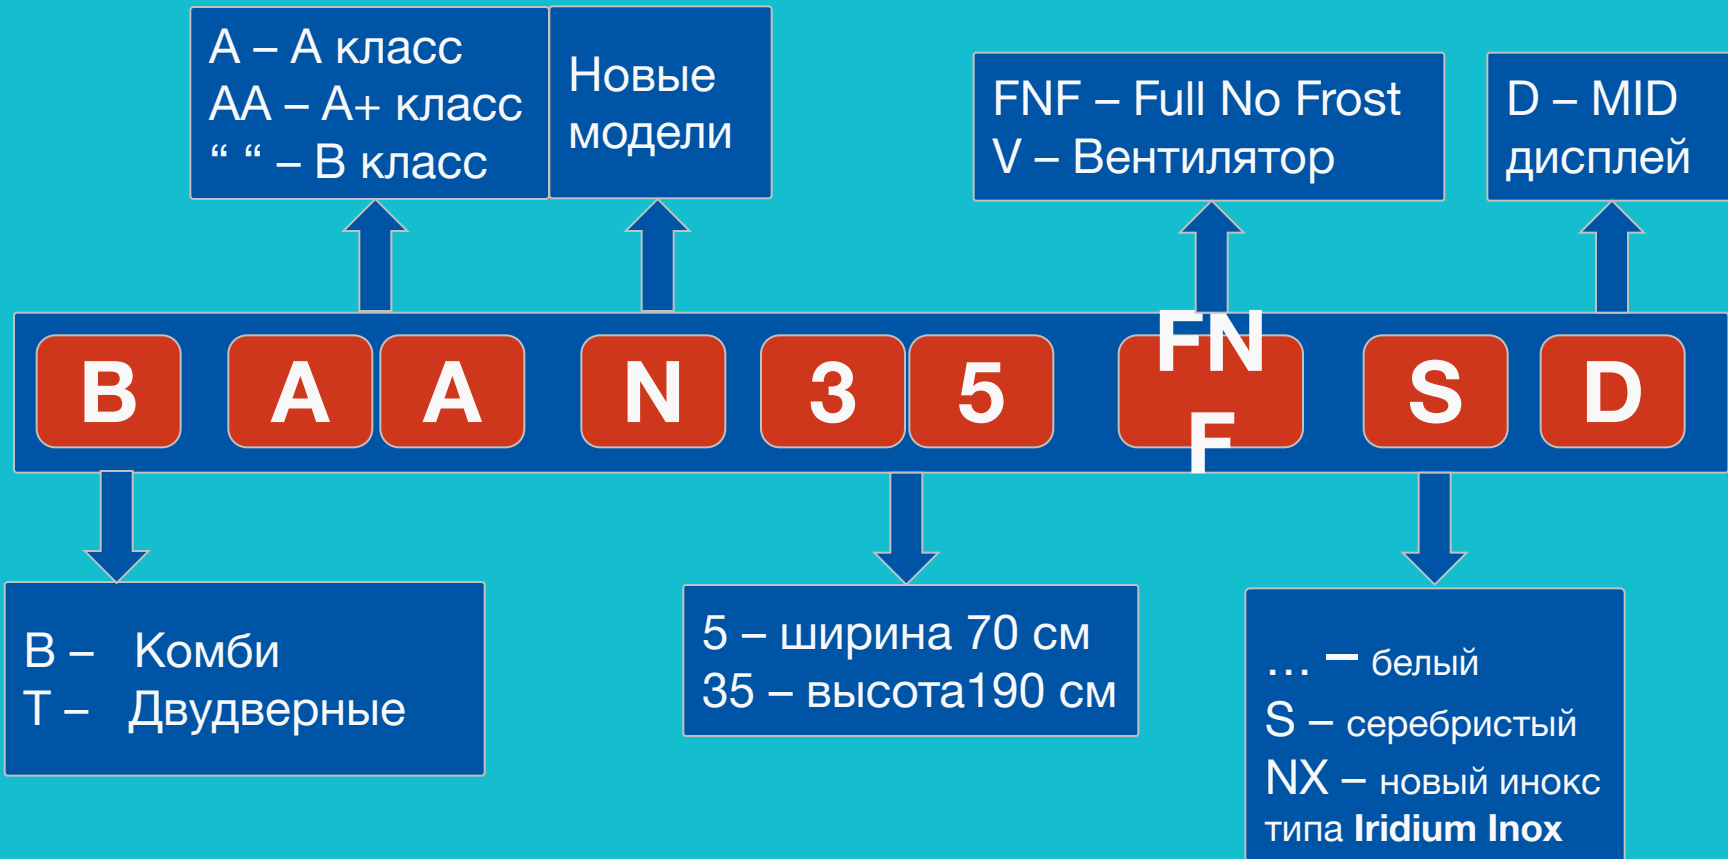 А – А класс
АА – А+ класс
“ “ – В класс
Новые
модели
FNF – Full No Frost
V – Вентилятор
D – MID
дисплей
B A A N 3 5 FN
F S D
B – Комби
T – Двудверные
5 – ширина 70 см
35 – высота190 см
... – белый
S – серебристый
NX – новый инокс
типа Iridium Inox